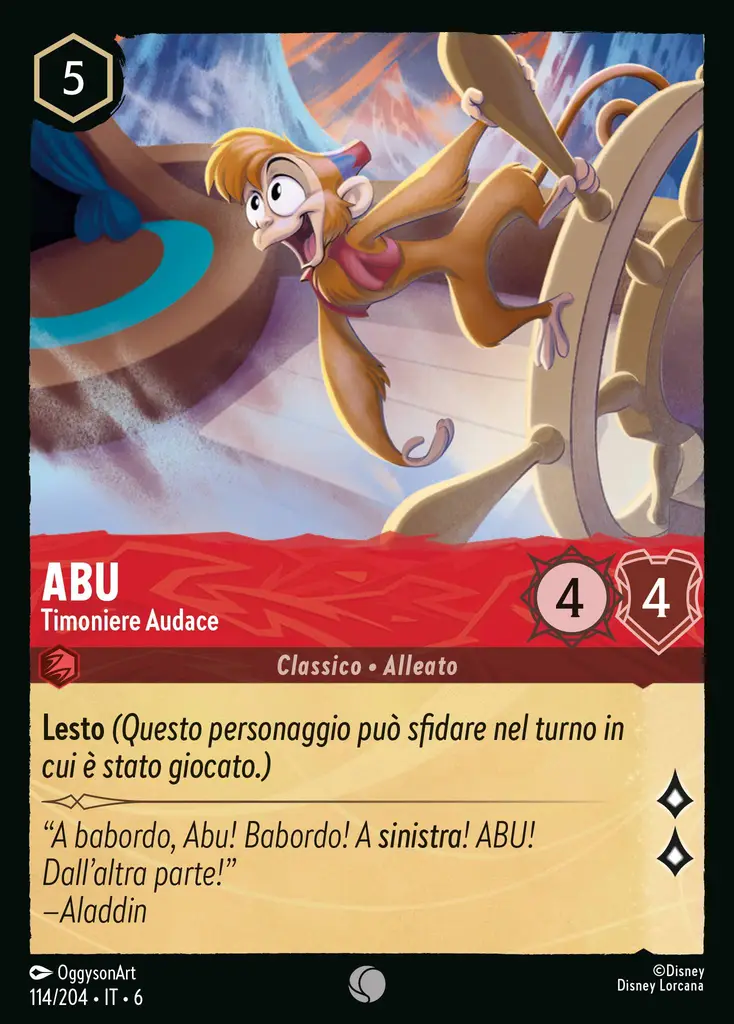 5
ABU
Timoniere Audace
4
4
Classico • Alleato
Lesto (Questo personaggio può sfidare nel turno in
cui è stato giocato.)
“A babordo, Abu! Babordo! A sinistra! ABU!
Dall’altra parte!”
–Aladdin
OggysonArt
114/204 • IT • 6
©Disney
Disney Lorcana